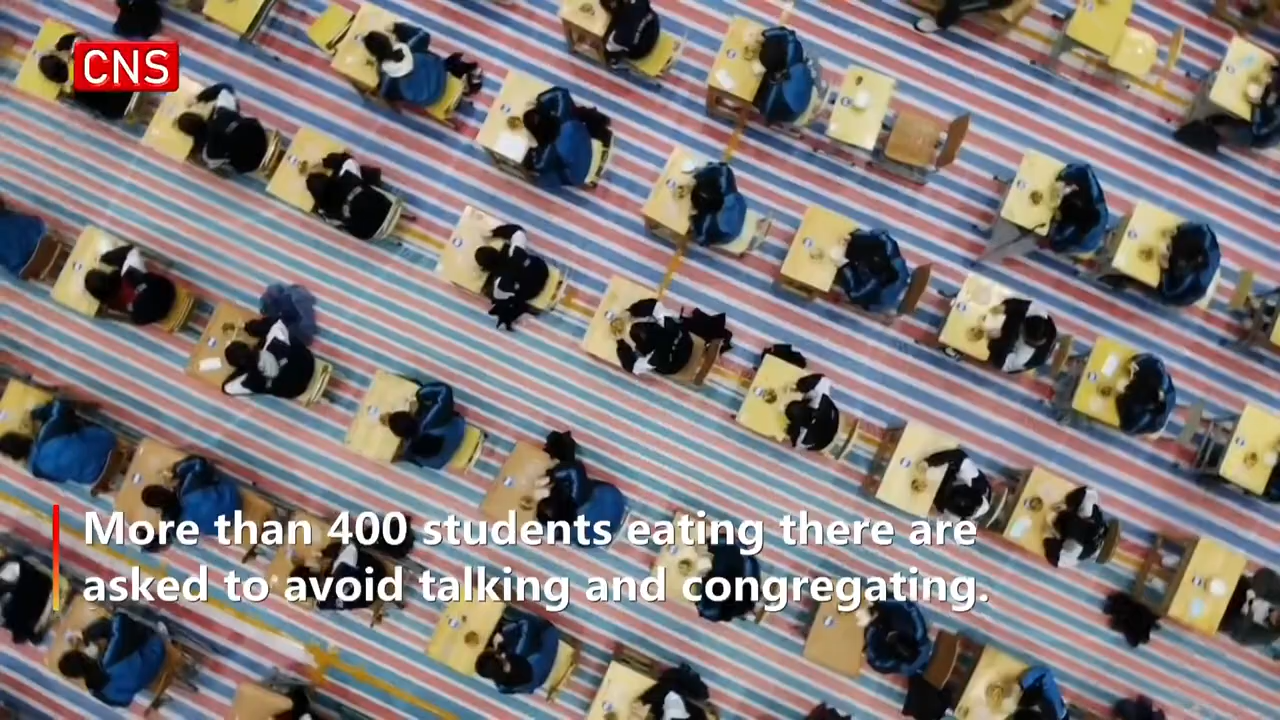 CNS
More than 400 students eating there are
asked to avoid talking and congregating.